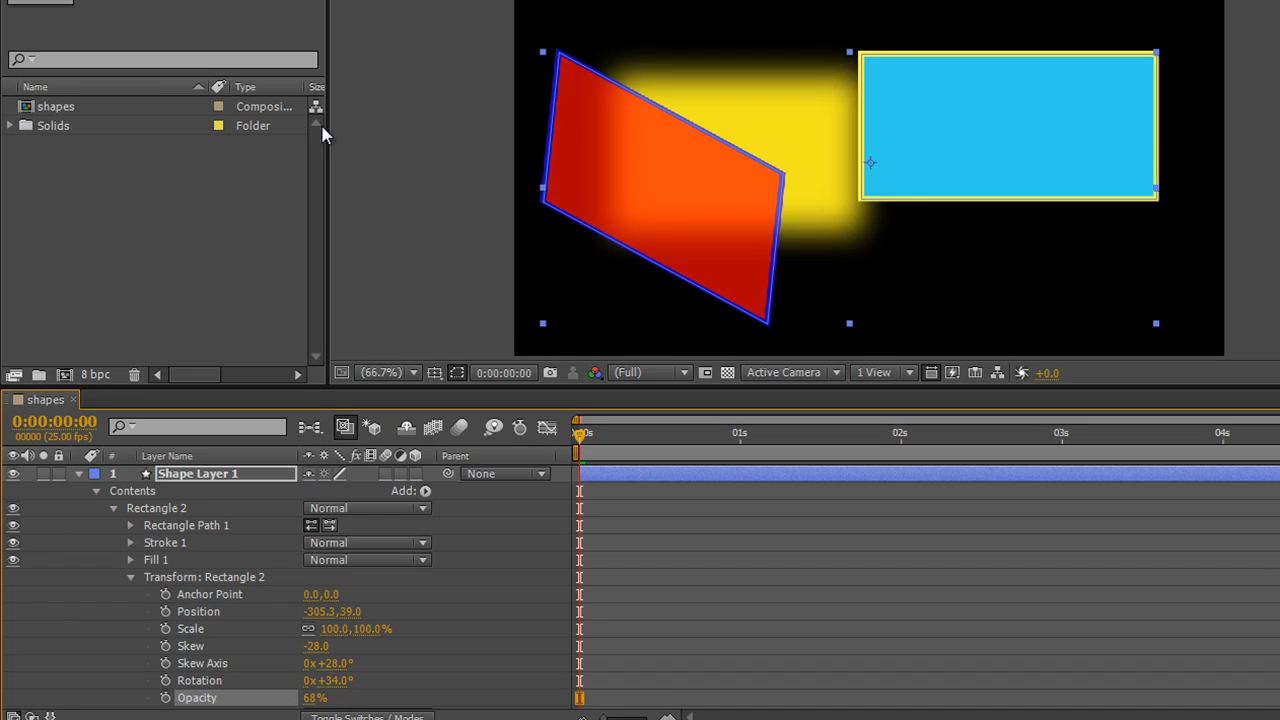 Name Type Size
shapes Composi...
Solids Folder
8 bpc
(66.7%) 0:00:00:00 (Full) Active Camera 1 View +0.0
shapes
0:00:00:00
00000 (25.00 fps)
01s 02s 03s 04s
# Layer Name Parent
1 Shape Layer 1 None
Contents Add:
Rectangle 2 Normal
Rectangle Path 1
Stroke 1 Normal
Fill 1 Normal
Transform: Rectangle 2
Anchor Point 0.0,0.0
Position -305.3,39.0
Scale 100.0,100.0%
Skew -28.0
Skew Axis 0x+28.0°
Rotation 0x+34.0°
Opacity 68%
Toggle Switches / Modes